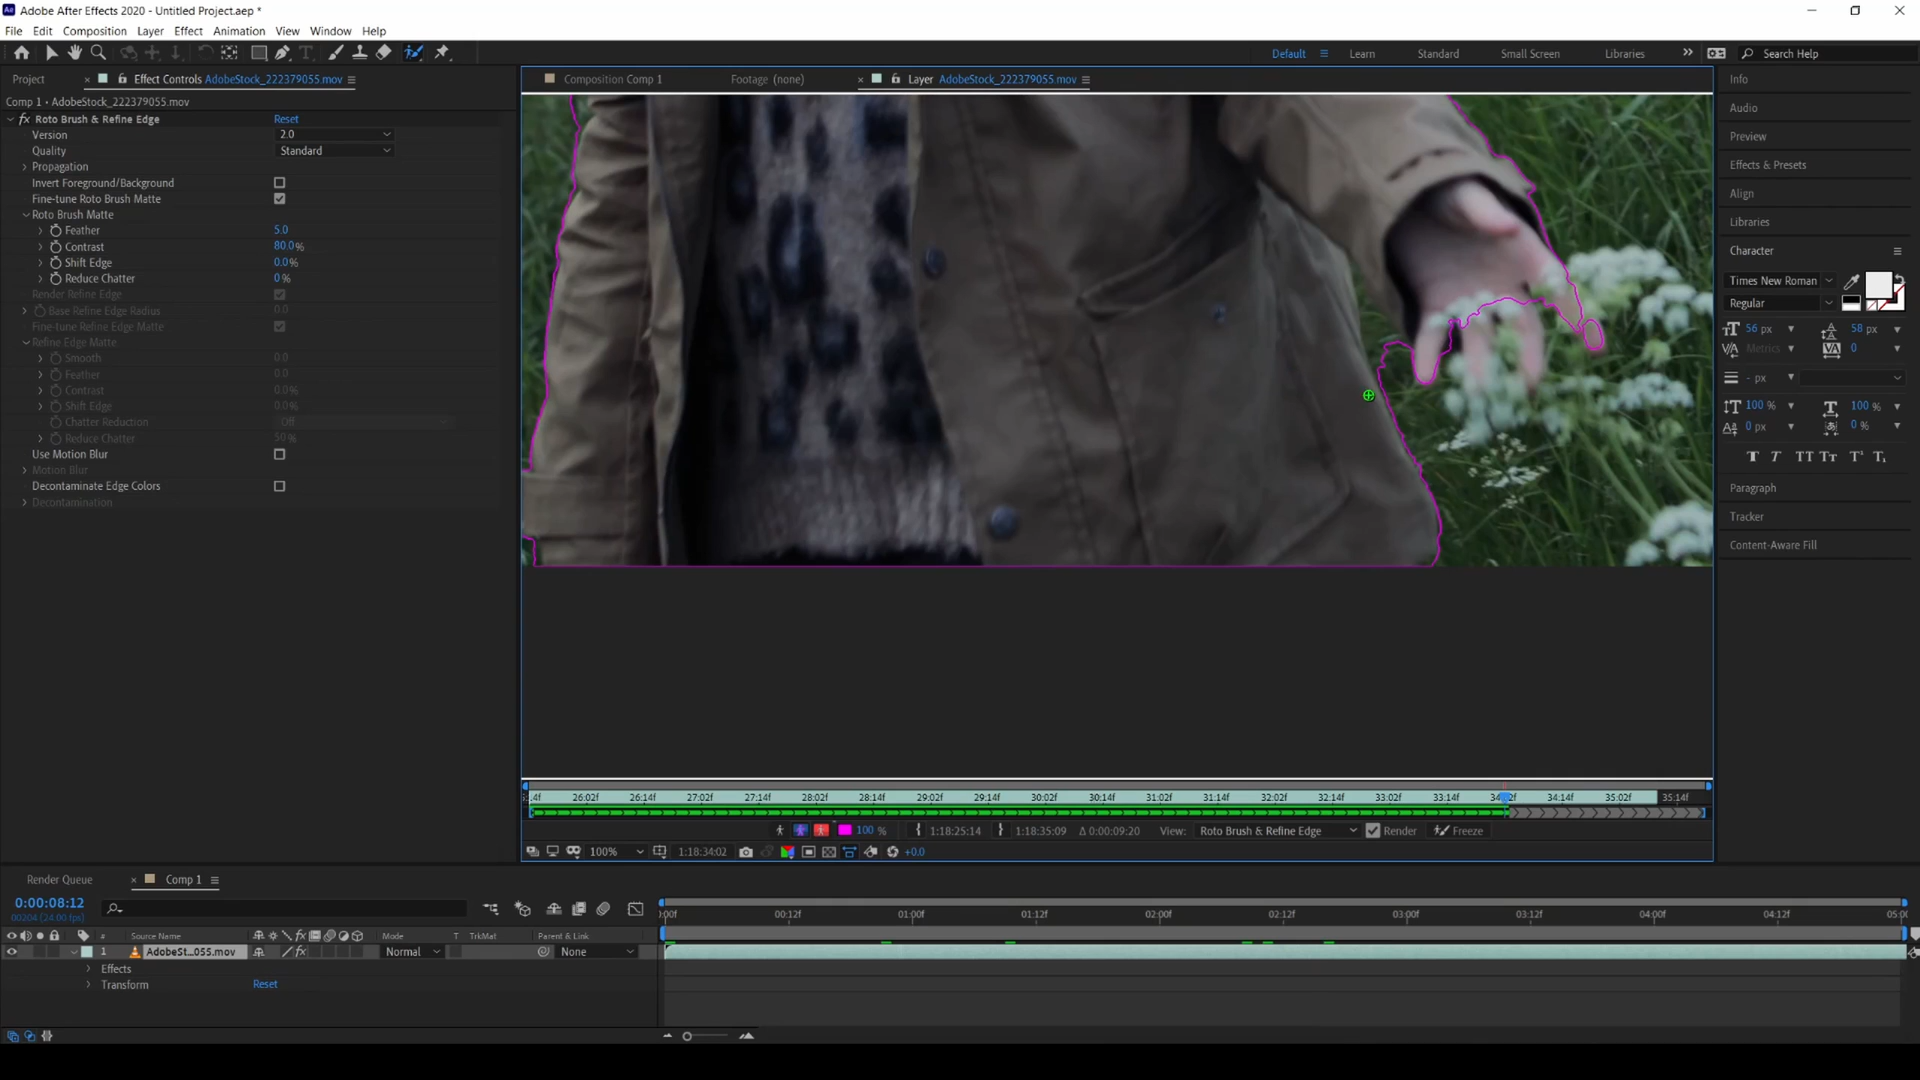 Adobe After Effects 2020 - Untitled Project.aep *
File Edit Composition Layer Effect Animation View Window Help
Default Learn Standard Small Screen Libraries Search Help
Project Effect Controls AdobeStock_222379055.mov
Composition Comp 1 Footage (none) Layer AdobeStock_222379055.mov
Comp 1 • AdobeStock_222379055.mov
fx Roto Brush & Refine Edge Reset
Version 2.0
Quality Standard
Propagation
Invert Foreground/Background
Fine-tune Roto Brush Matte
Roto Brush Matte
Feather 5.0
Contrast 80.0%
Shift Edge 0.0%
Reduce Chatter 0%
Render Refine Edge
Base Refine Edge Radius 0.0
Fine-tune Refine Edge Matte
Refine Edge Matte
Smooth 0.0
Feather 0.0
Contrast 0.0%
Shift Edge 0.0%
Chatter Reduction Off
Reduce Chatter 50%
Use Motion Blur
Motion Blur
Decontaminate Edge Colors
Decontamination
Info
Audio
Preview
Effects & Presets
Align
Libraries
Character
Times New Roman
Regular
56 px 58 px
Metrics 0
- px
100 % 100 %
0 px 0 %
T T TT Tt T¹ T₁
Paragraph
Tracker
Content-Aware Fill
26:02f 26:14f 27:02f 27:14f 28:02f 28:14f 29:02f 29:14f 30:02f 30:14f 31:02f 31:14f 32:02f 32:14f 33:02f 33:14f 34:14f 35:02f 35:14f
100 % 1:18:25:14 1:18:35:09 Δ 0:00:09:20 View: Roto Brush & Refine Edge Render Freeze
100% 1:18:34:02 +0.0
Render Queue Comp 1
0:00:08:12
00204 (24.00 fps)
:00f 00:12f 01:00f 01:12f 02:00f 02:12f 03:00f 03:12f 04:00f 04:12f 05:0
# Source Name Mode T TrkMat Parent & Link
1 AdobeSt...055.mov Normal None
Effects
Transform Reset